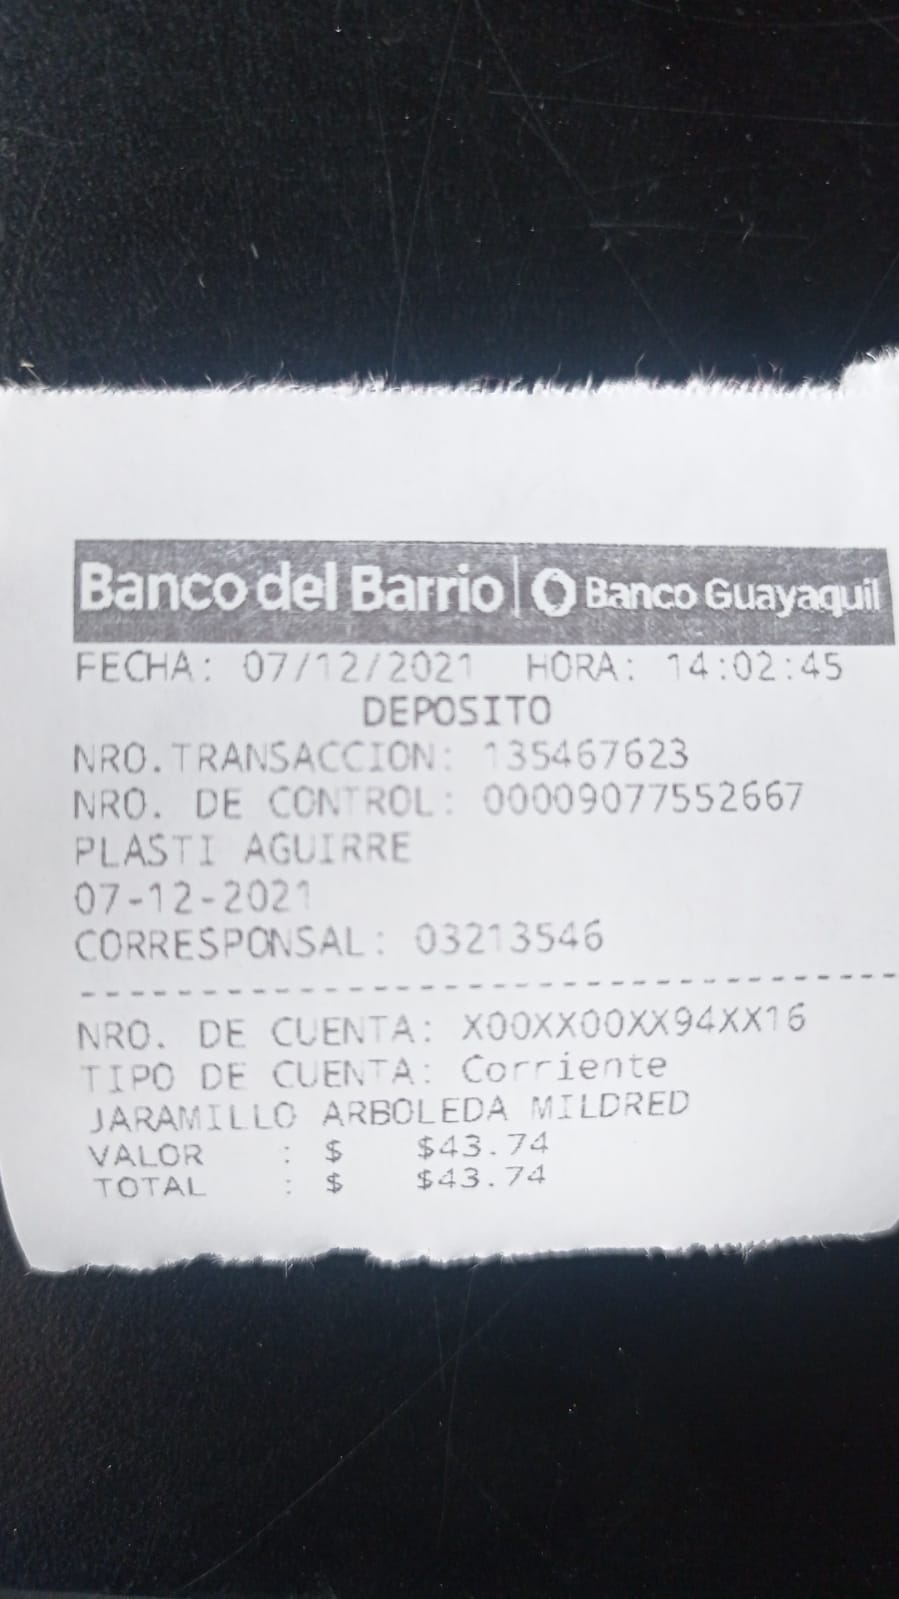 Banco del Barrio | Banco Guayaquil
FECHA: 07/12/2021 HORA: 14:02:45
DEPOSITO
NRO.TRANSACCION: 135467623
NRO. DE CONTROL: 00009077552667
PLASTI AGUIRRE
07-12-2021
CORRESPONSAL: 03213546
----------------------------------
NRO. DE CUENTA: X00XX00XX94XX16
TIPO DE CUENTA: Corriente
JARAMILLO ARBOLEDA MILDRED
VALOR : $ $43.74
TOTAL : $ $43.74